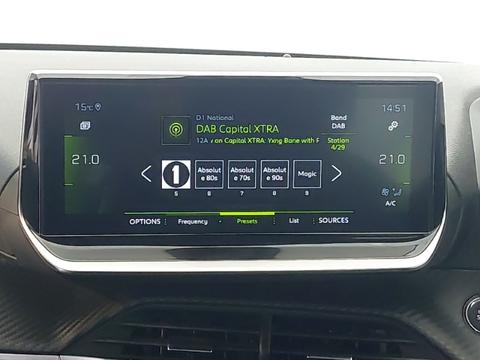 15℃
14:51
D1 National
DAB Capital XTRA
12A
on Capital XTRA: Yxng Bane with F
Band
DAB
Station
4/29
21.0
21.0
1
Absolut
e 80s
Absolut
e 70s
Absolut
e 90s
Magic
5
6
7
8
9
A/C
OPTIONS
Frequency
Presets
List
SOURCES